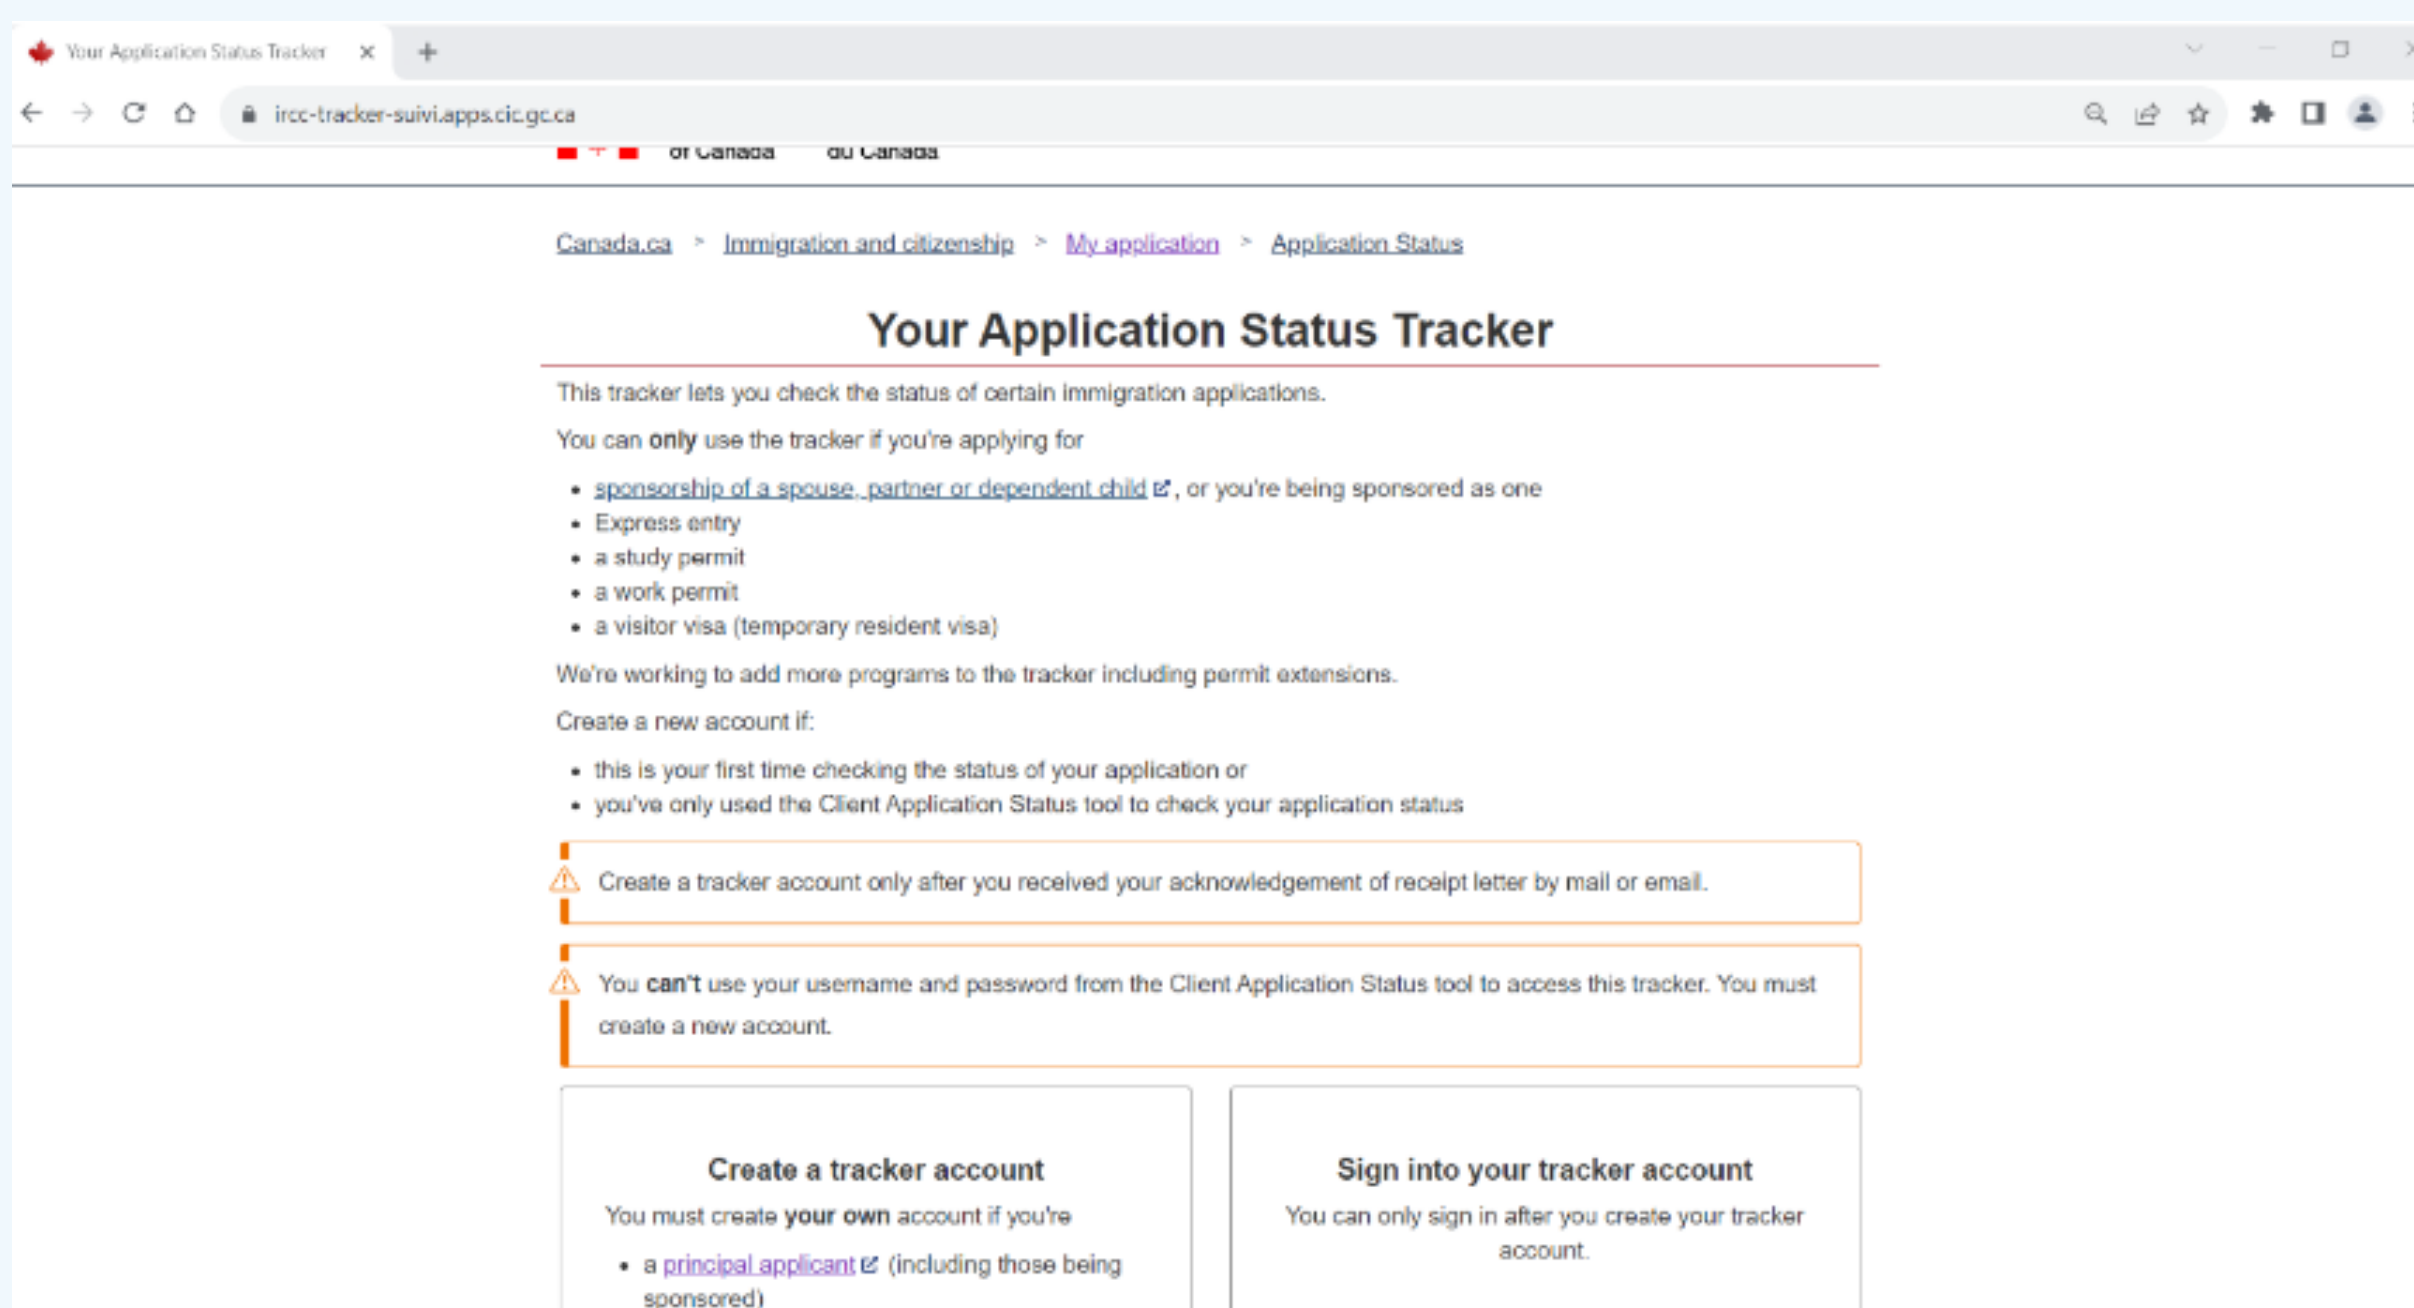 Your Application Status Tracker
ircc-tracker-suivi.apps.cic.gc.ca
of Canada du Canada
Canada.ca > Immigration and citizenship > My application > Application Status
Your Application Status Tracker
This tracker lets you check the status of certain immigration applications.
You can only use the tracker if you're applying for
• sponsorship of a spouse, partner or dependent child , or you're being sponsored as one
• Express entry
• a study permit
• a work permit
• a visitor visa (temporary resident visa)
We're working to add more programs to the tracker including permit extensions.
Create a new account if:
• this is your first time checking the status of your application or
• you've only used the Client Application Status tool to check your application status
Create a tracker account only after you received your acknowledgement of receipt letter by mail or email.
You can't use your username and password from the Client Application Status tool to access this tracker. You must
create a new account.
Create a tracker account
You must create your own account if you're
• a principal applicant (including those being
sponsored)
Sign into your tracker account
You can only sign in after you create your tracker
account.